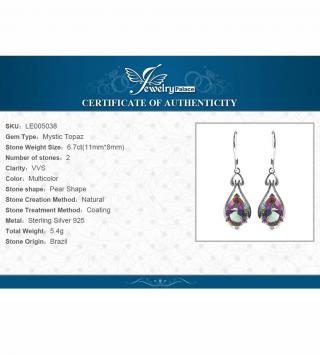 Jewelry Palace
CERTIFICATE OF AUTHENTICITY
SKU: LE005038
Gem Type: Mystic Topaz
Stone Weight Size: 6.7ct(11mm*8mm)
Number of stones: 2
Clarity: VVS
Color: Multicolor
Stone shape: Pear Shape
Stone Creation Method: Natural
Stone Treatment Method: Coating
Metal: Sterling Silver 925
Total Weight: 5.4g
Stone Origin: Brazil